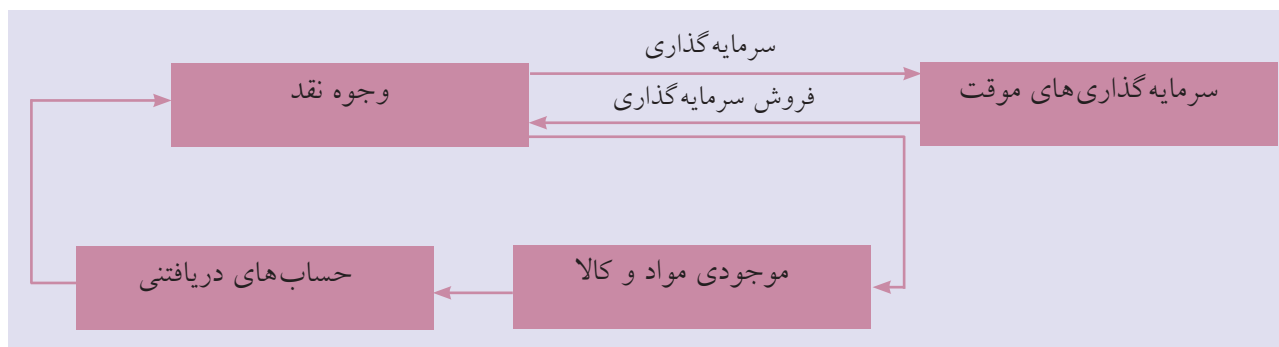 سرمایه‌گذاری
سرمایه‌گذاری‌های موقت
وجوه نقد
فروش سرمایه‌گذاری
موجودی مواد و کالا
حساب‌های دریافتنی